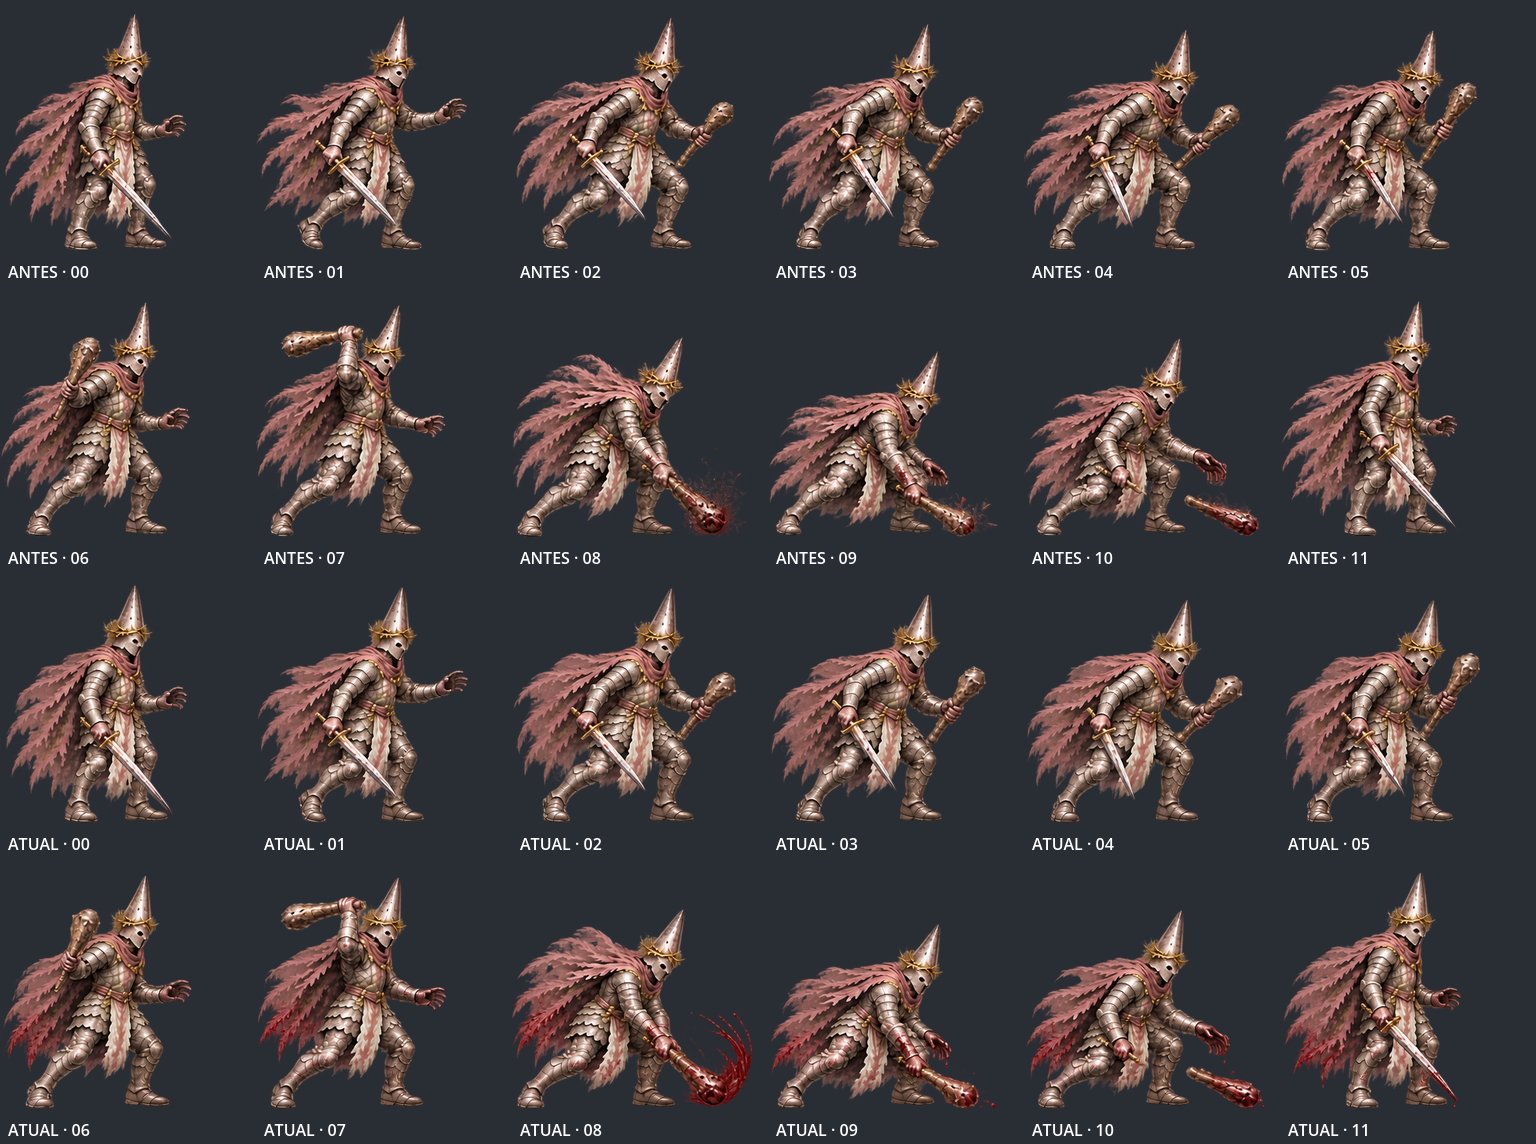 ANTES · 00
ANTES · 01
ANTES · 02
ANTES · 03
ANTES · 04
ANTES · 05
ANTES · 06
ANTES · 07
ANTES · 08
ANTES · 09
ANTES · 10
ANTES · 11
ATUAL · 00
ATUAL · 01
ATUAL · 02
ATUAL · 03
ATUAL · 04
ATUAL · 05
ATUAL · 06
ATUAL · 07
ATUAL · 08
ATUAL · 09
ATUAL · 10
ATUAL · 11